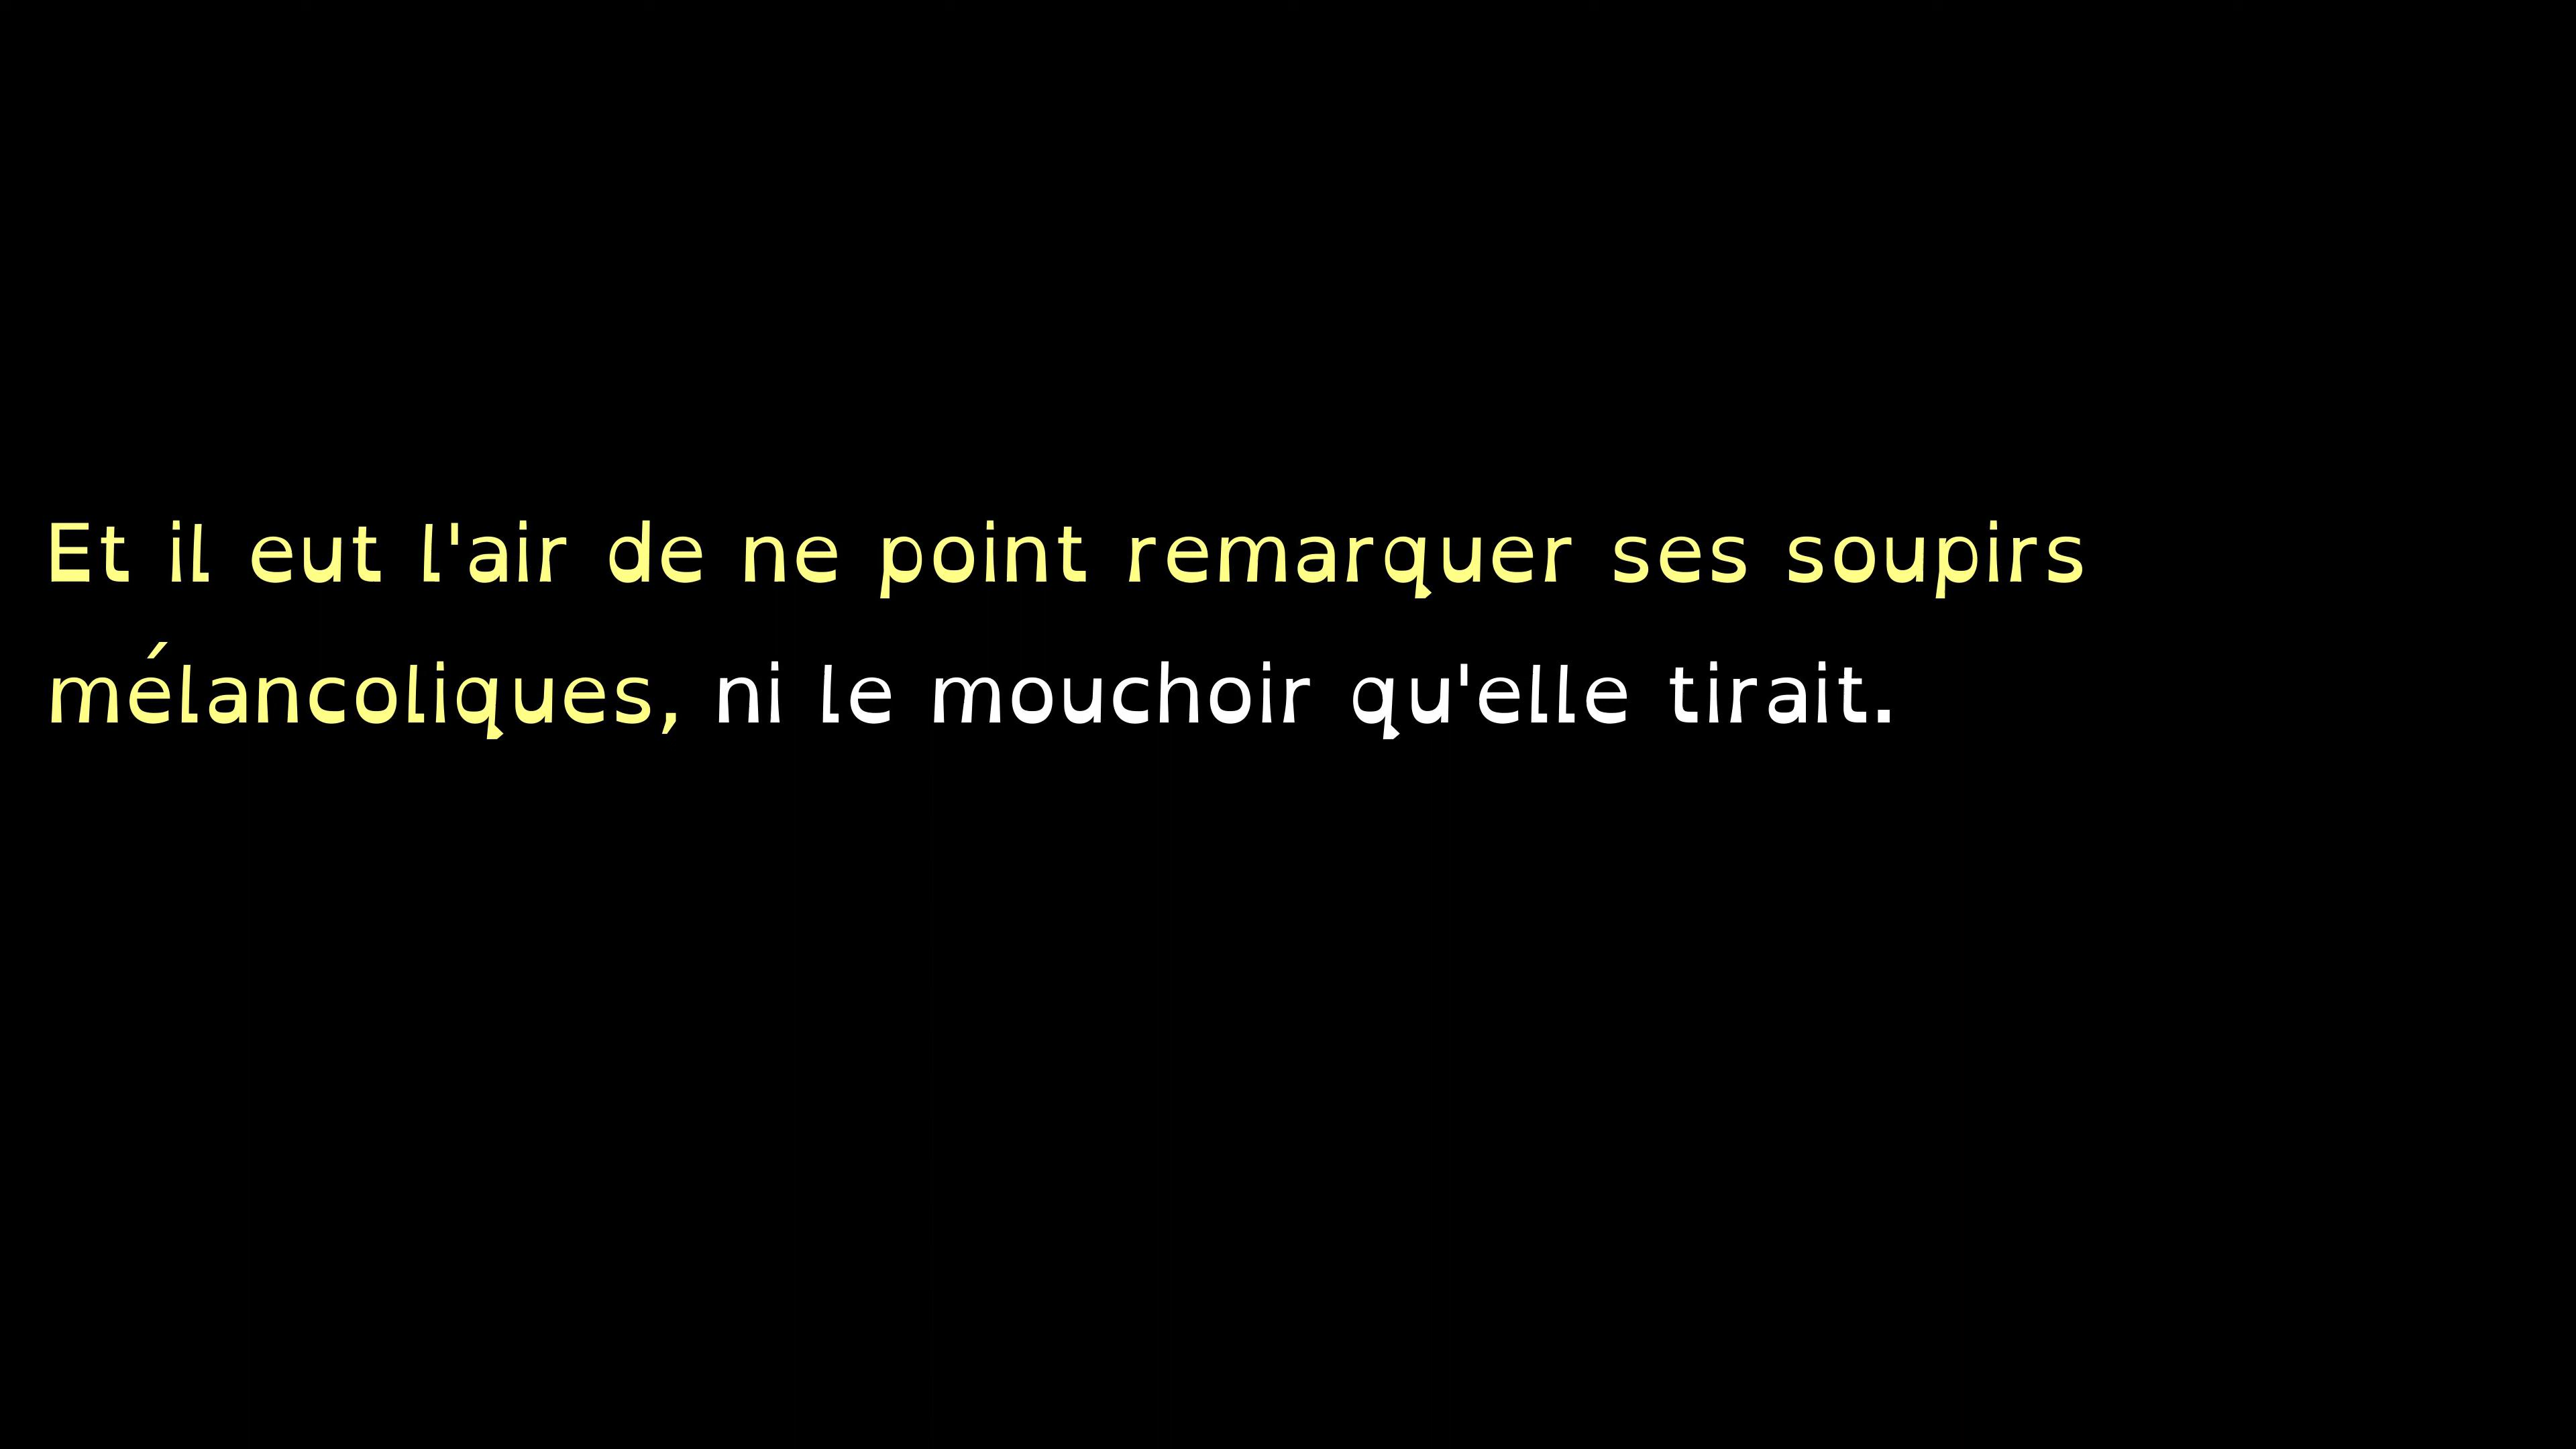 Et il eut l'air de ne point remarquer ses soupirs
mélancoliques, ni le mouchoir qu'elle tirait.